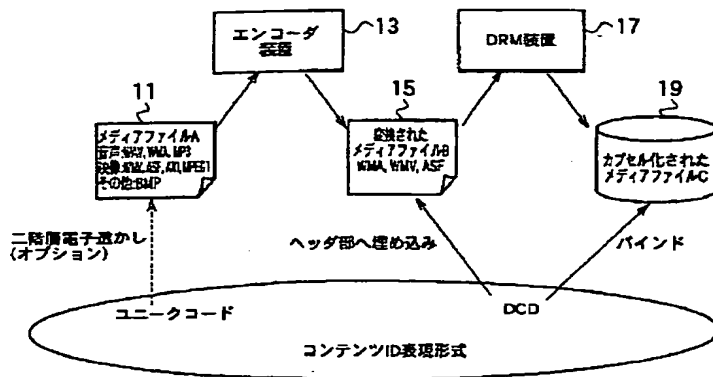 エンコーダ
装置
13
DRM装置
17
11
メディアファイルA
音声:WAV, WMA, MP3
映像:WMV, ASF, AVI, MPEG1
その他:BMP
15
変換された
メディアファイルB
WMA, WMV, ASF
19
カプセル化された
メディアファイルC
二階層電子透かし
(オプション)
ヘッダ部へ埋め込み
バインド
ユニークコード
DCD
コンテンツID表現形式